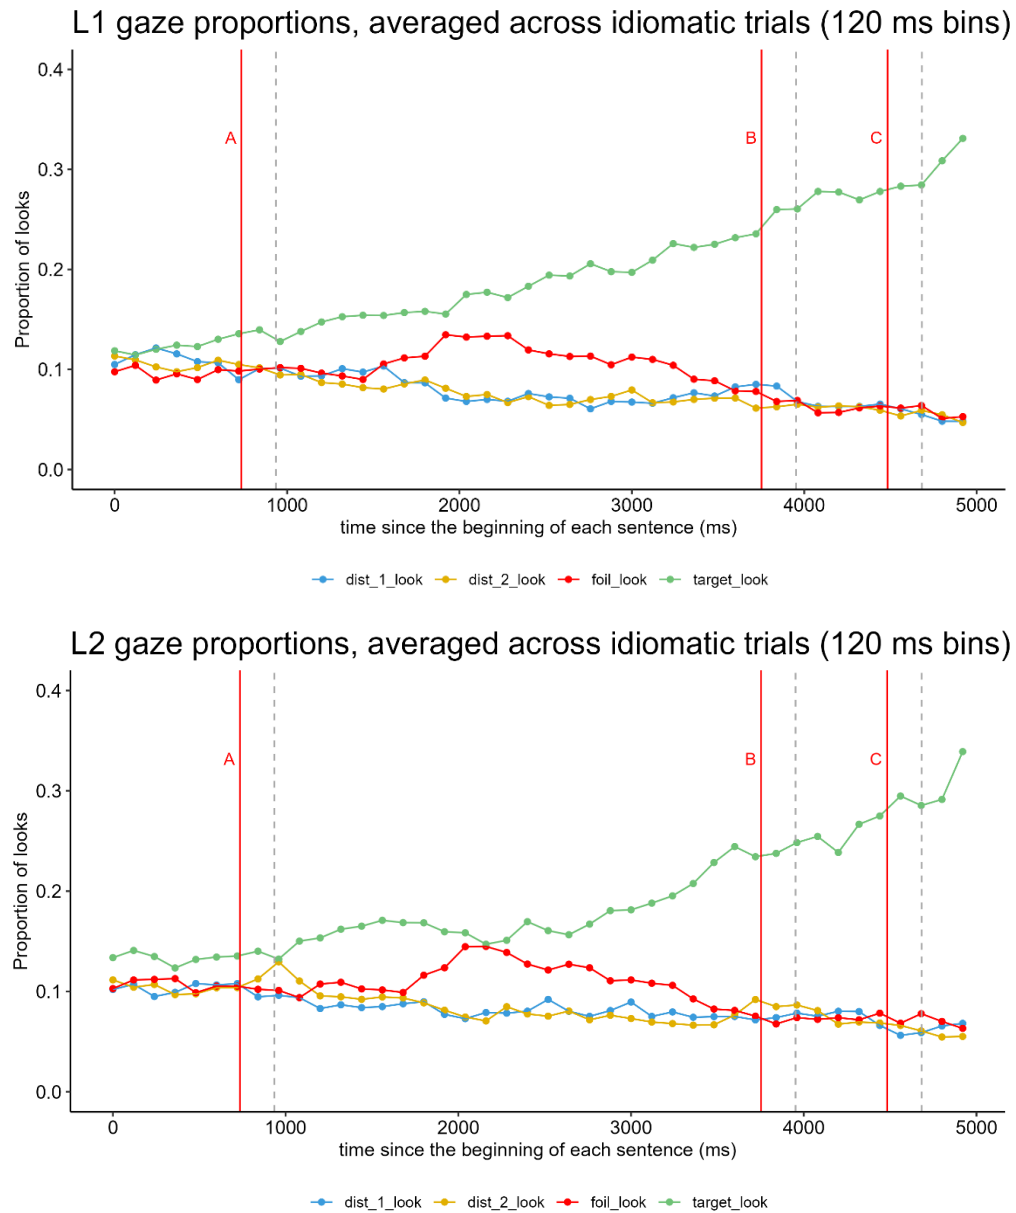 L1 gaze proportions, averaged across idiomatic trials (120 ms bins)
0.4
0.3
0.2
0.1
0.0
Proportion of looks
A
B
C
0 1000 2000 3000 4000 5000
time since the beginning of each sentence (ms)
dist_1_look dist_2_look foil_look target_look
L2 gaze proportions, averaged across idiomatic trials (120 ms bins)
0.4
0.3
0.2
0.1
0.0
Proportion of looks
A
B
C
0 1000 2000 3000 4000 5000
time since the beginning of each sentence (ms)
dist_1_look dist_2_look foil_look target_look